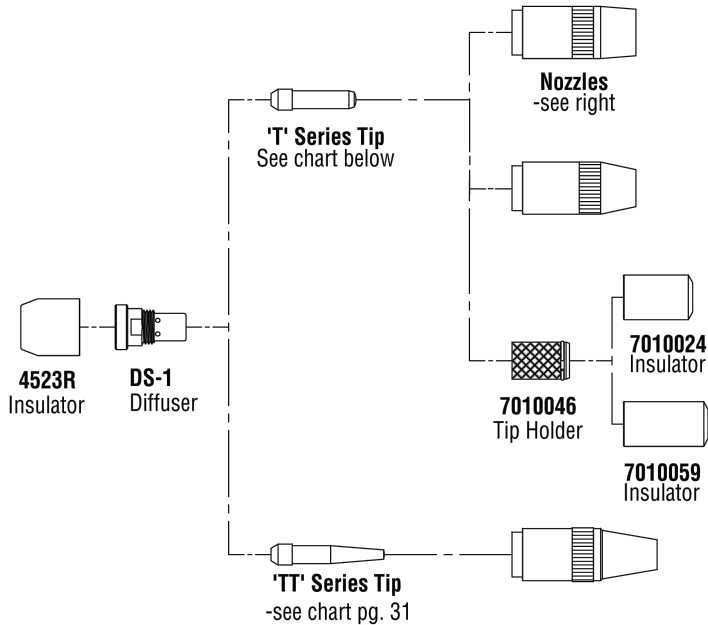 Nozzles
-see right
'T' Series Tip
See chart below
4523R
Insulator
DS-1
Diffuser
7010024
Insulator
7010046
Tip Holder
7010059
Insulator
'TT' Series Tip
-see chart pg. 31